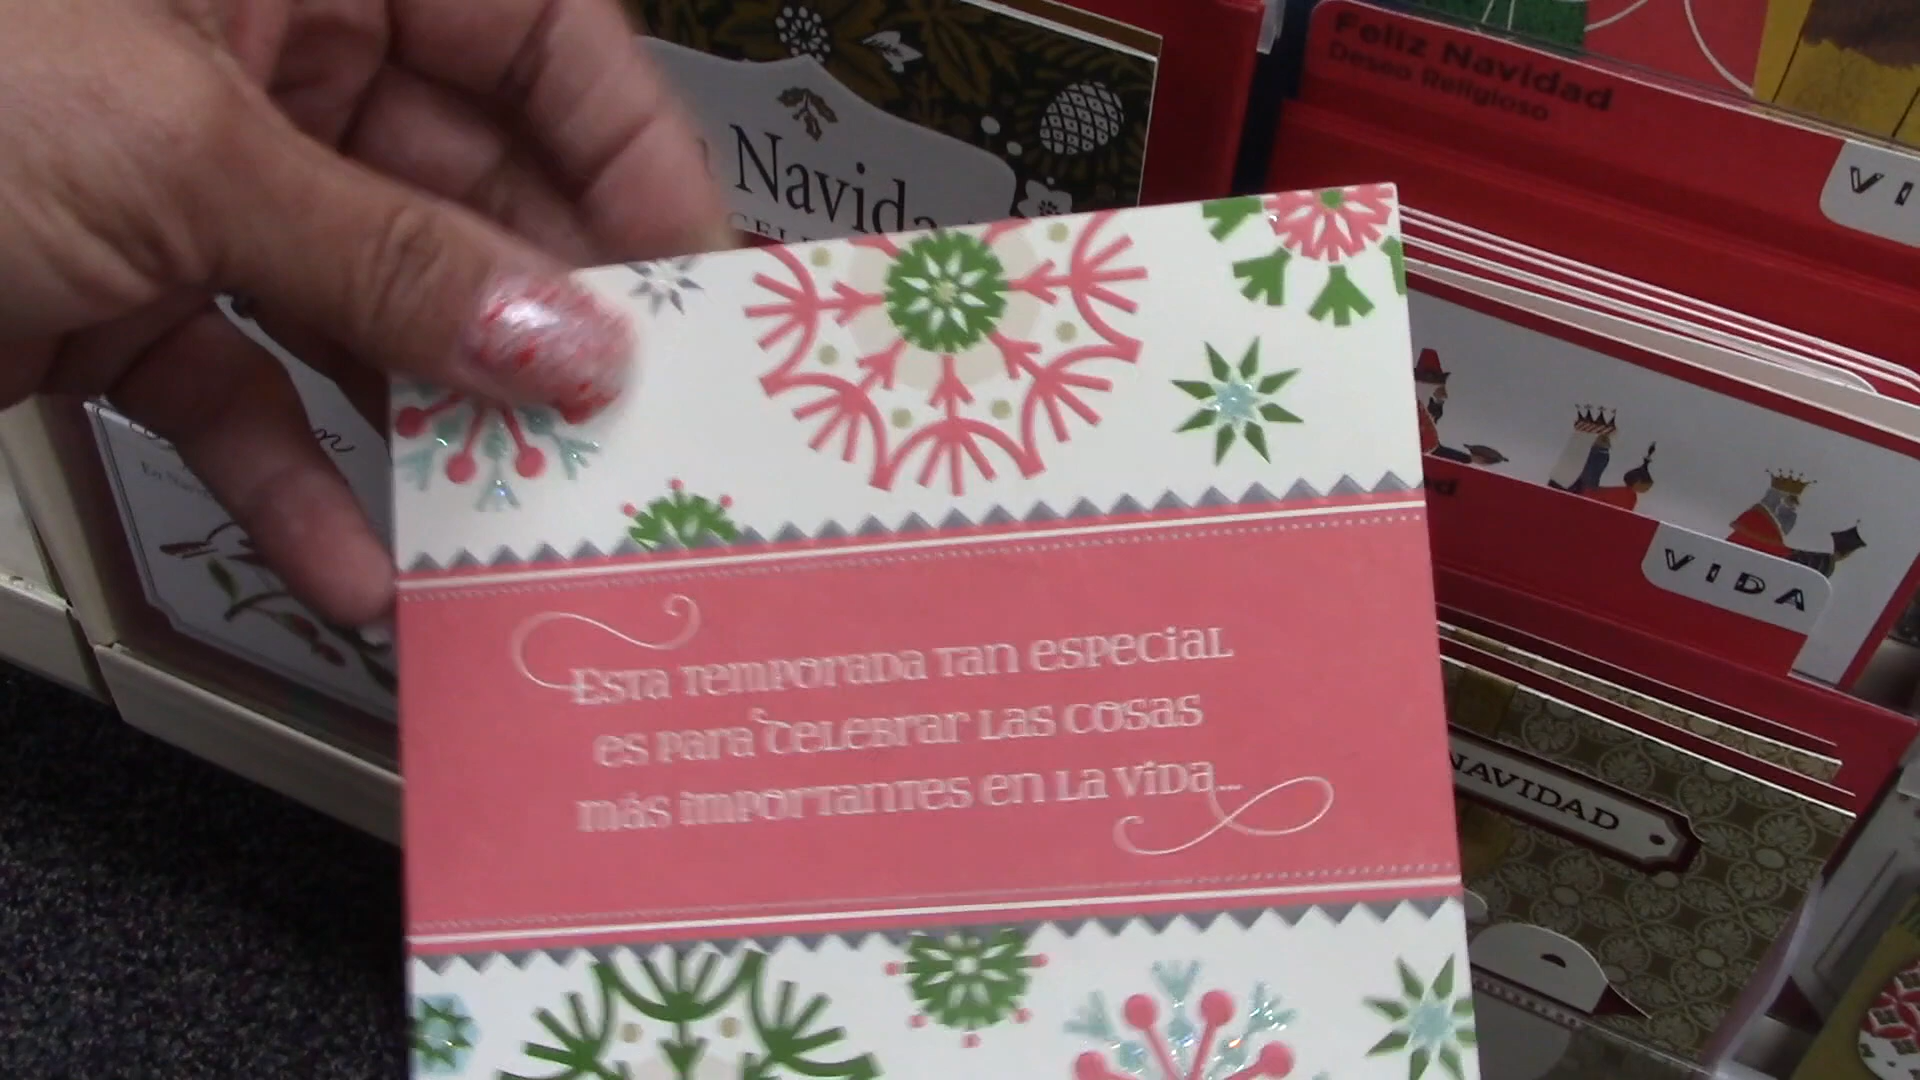 Feliz Navidad
Deseo Religioso
VI
Navidad
VIDA
Esta temporada tan especial
es para celebrar las cosas
más importantes en la vida...
NAVIDAD